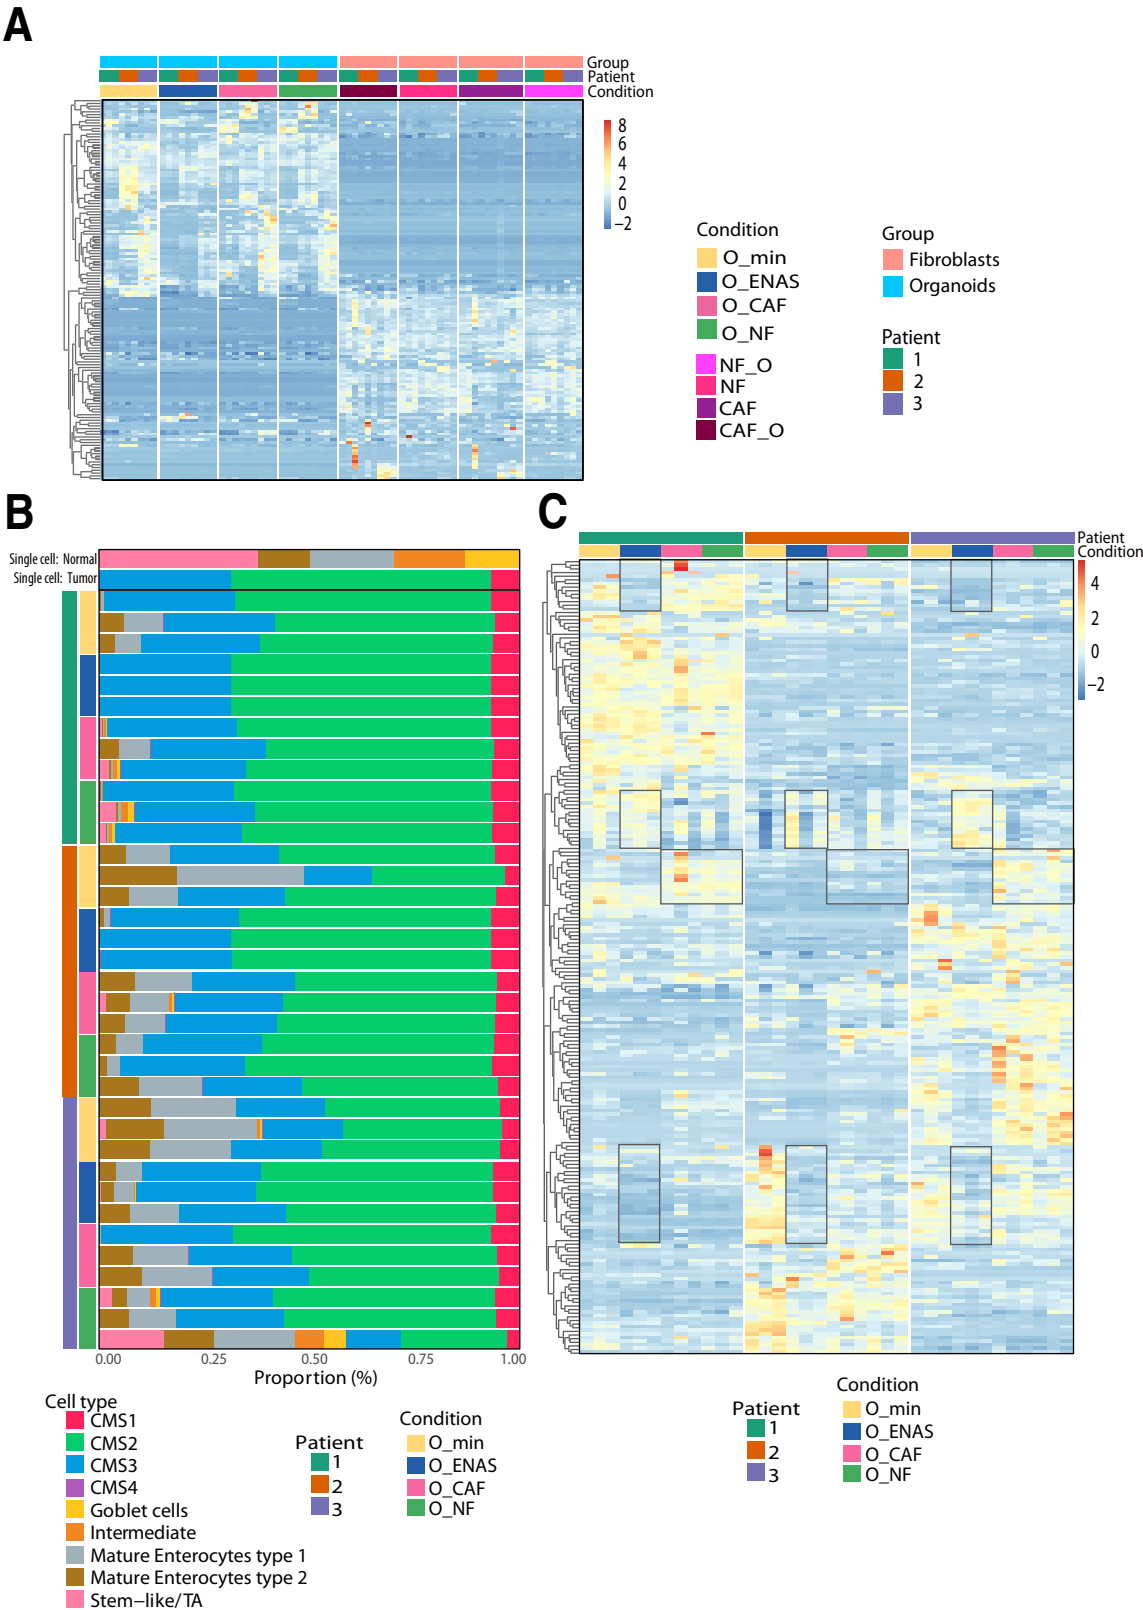 A
Group
Patient
Condition
8
6
4
2
0
−2
Condition
O_min
O_ENAS
O_CAF
O_NF
NF_O
NF
CAF
CAF_O
Group
Fibroblasts
Organoids
Patient
1
2
3
B
Single cell: Normal
Single cell: Tumor
0.00 0.25 0.50 0.75 1.00
Proportion (%)
Cell type
CMS1
CMS2
CMS3
CMS4
Goblet cells
Intermediate
Mature Enterocytes type 1
Mature Enterocytes type 2
Stem−like/TA
Patient
1
2
3
Condition
O_min
O_ENAS
O_CAF
O_NF
C
Patient
Condition
4
2
0
−2
Patient
1
2
3
Condition
O_min
O_ENAS
O_CAF
O_NF